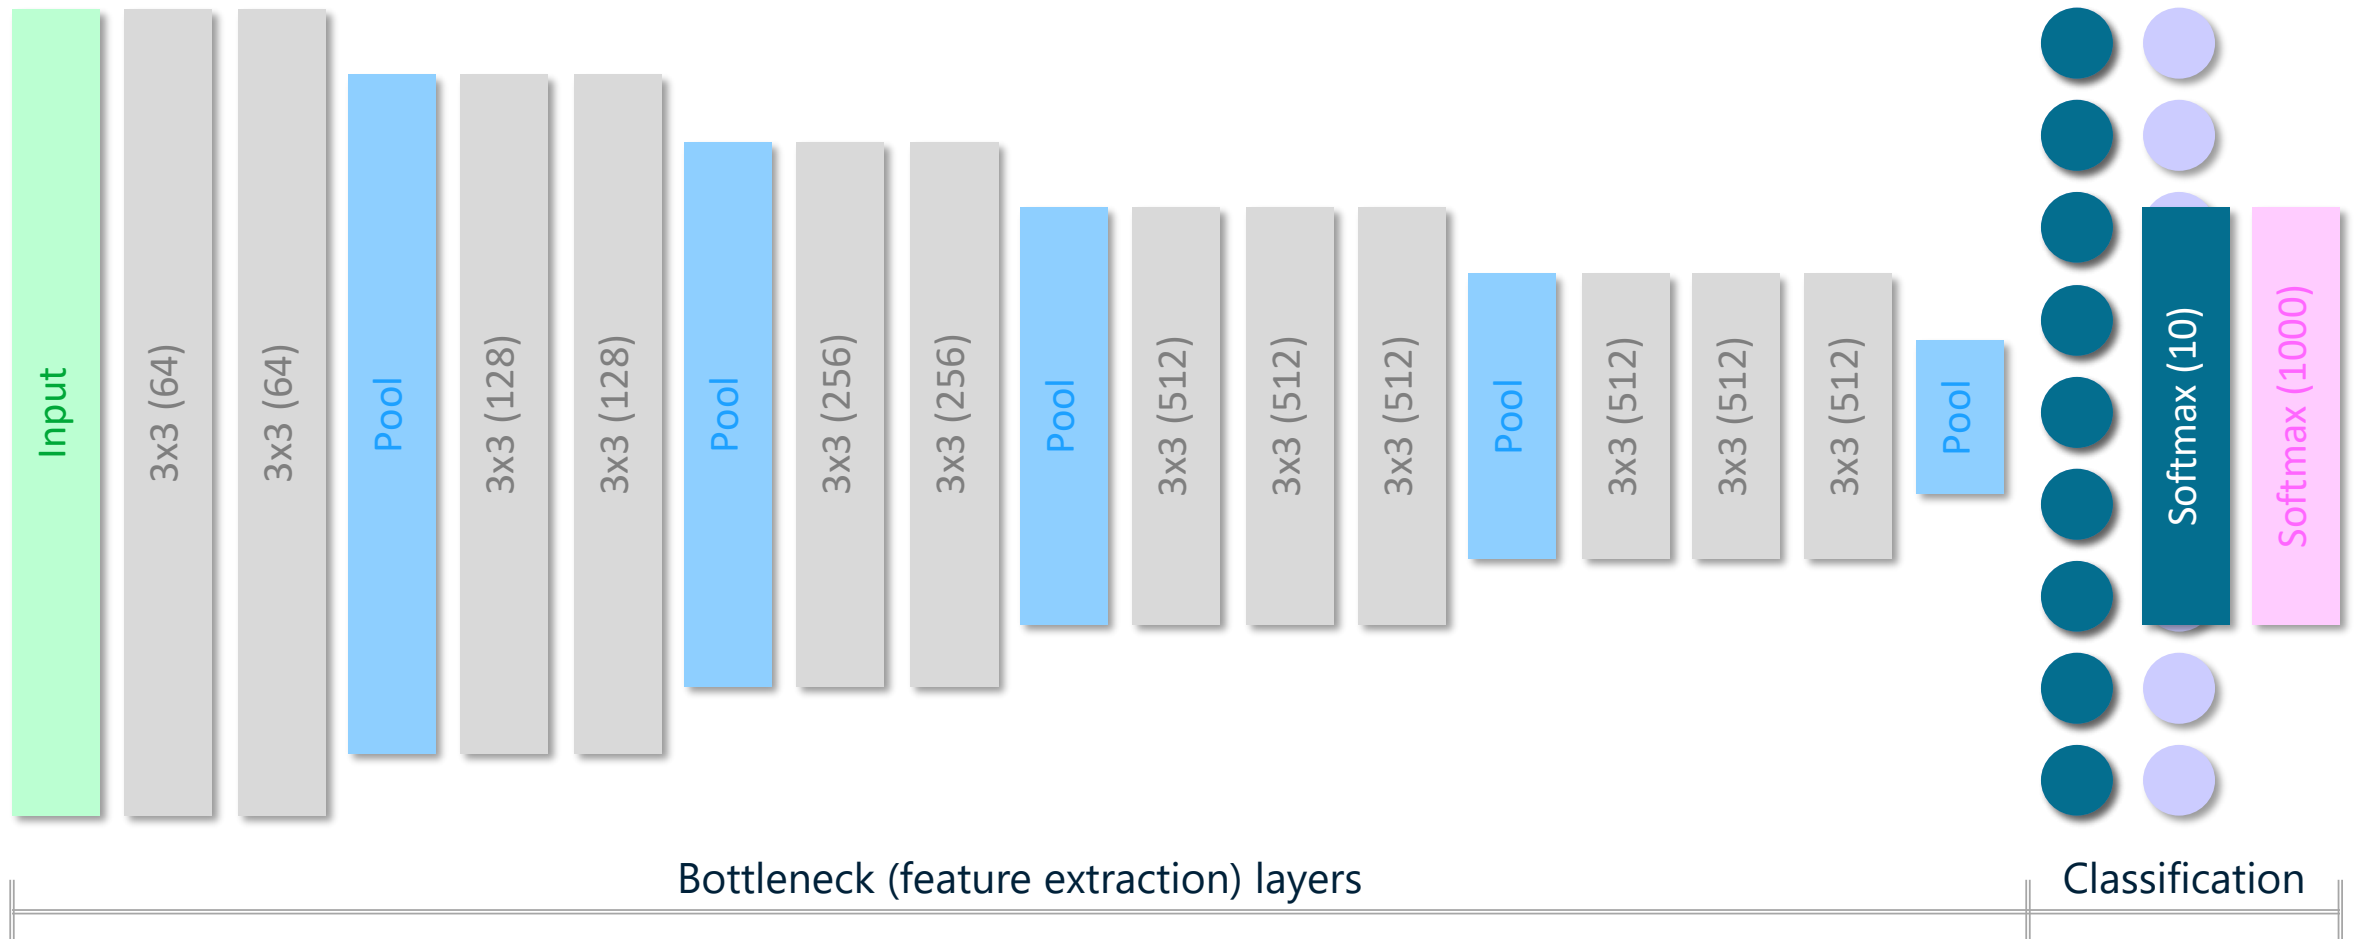 Input
3x3 (64)
3x3 (64)
Pool
3x3 (128)
3x3 (128)
Pool
3x3 (256)
3x3 (256)
Pool
3x3 (512)
3x3 (512)
3x3 (512)
Pool
3x3 (512)
3x3 (512)
3x3 (512)
Pool
Softmax (10)
Softmax (1000)
Bottleneck (feature extraction) layers
Classification